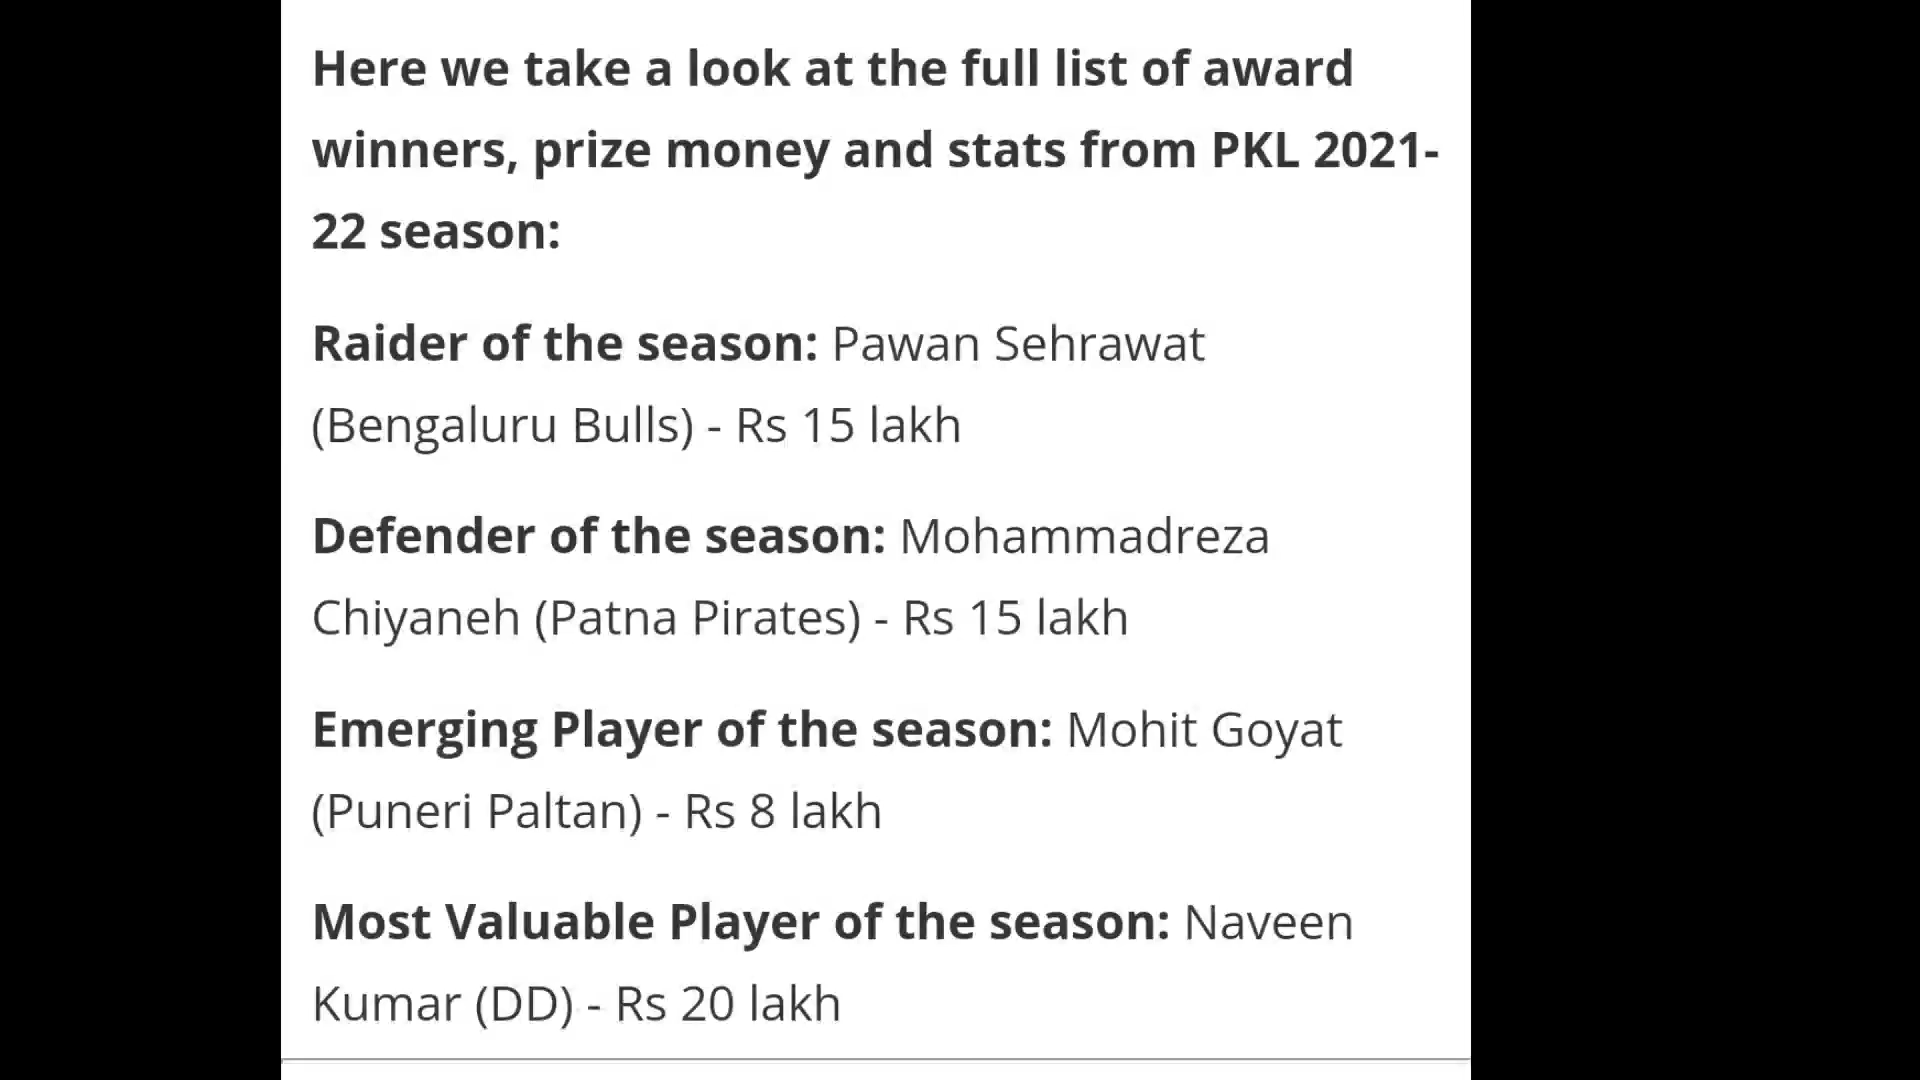 Here we take a look at the full list of award
winners, prize money and stats from PKL 2021-
22 season:
Raider of the season: Pawan Sehrawat
(Bengaluru Bulls) - Rs 15 lakh
Defender of the season: Mohammadreza
Chiyaneh (Patna Pirates) - Rs 15 lakh
Emerging Player of the season: Mohit Goyat
(Puneri Paltan) - Rs 8 lakh
Most Valuable Player of the season: Naveen
Kumar (DD) - Rs 20 lakh